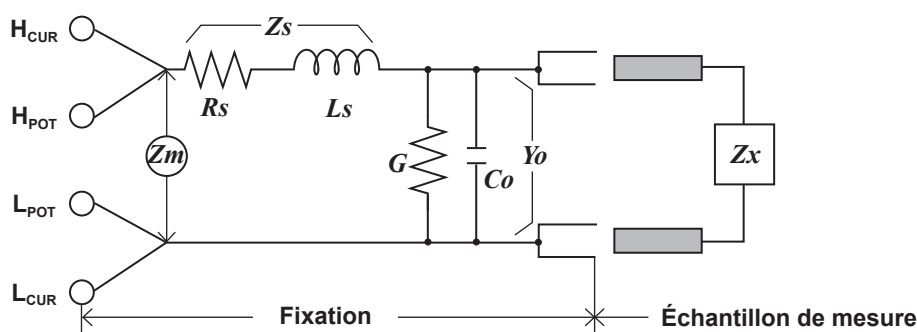 H_CUR
Zs
H_POT
Rs
Ls
Zm
G
Co
Yo
Zx
L_POT
L_CUR
Fixation
Échantillon de mesure